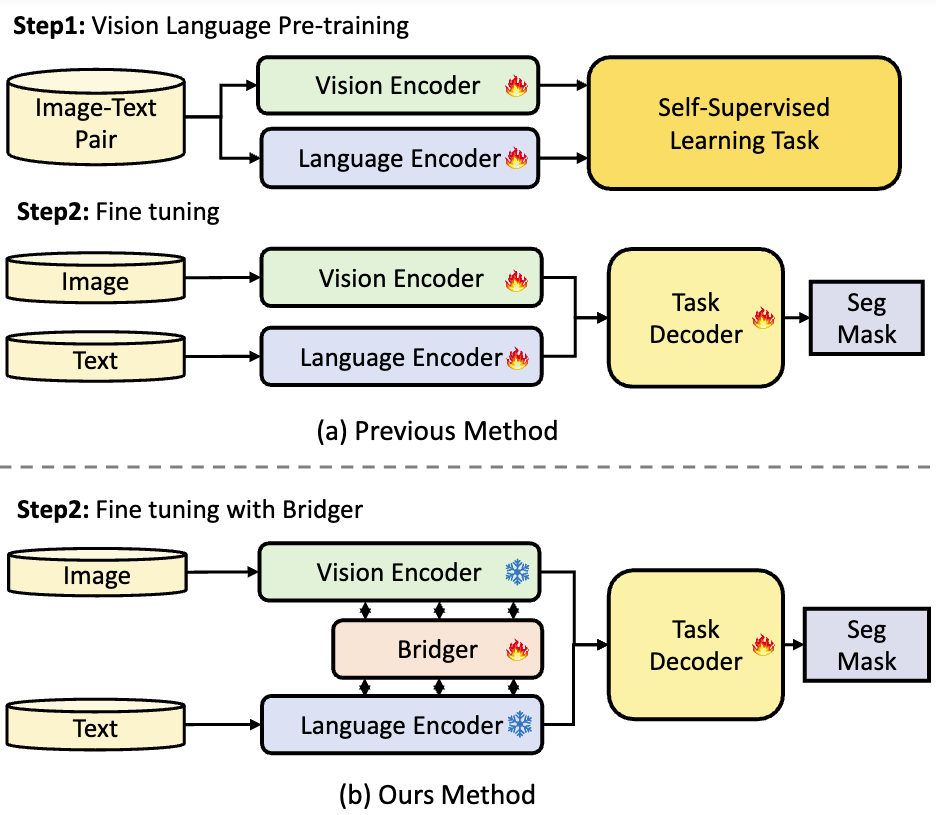 Step1: Vision Language Pre-training
Image-Text
Pair
Vision Encoder
Language Encoder
Self-Supervised
Learning Task
Step2: Fine tuning
Image
Text
Vision Encoder
Language Encoder
Task
Decoder
Seg
Mask
(a) Previous Method
Step2: Fine tuning with Bridger
Image
Text
Vision Encoder
Bridger
Language Encoder
Task
Decoder
Seg
Mask
(b) Ours Method